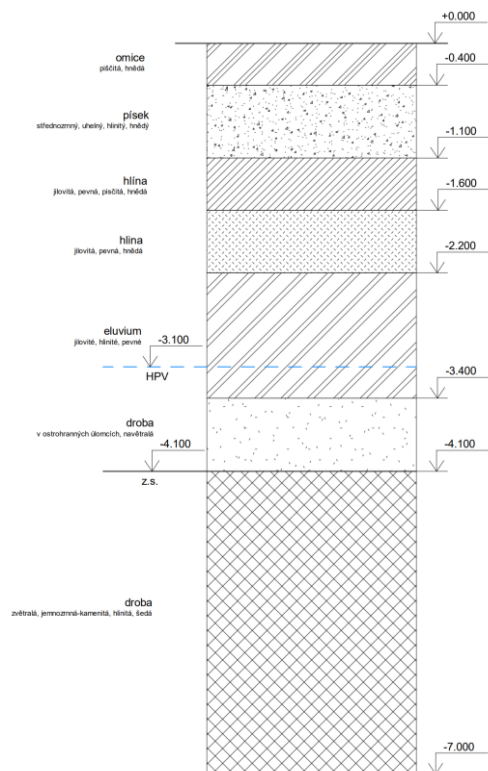 +0.000
omice
písčitá, hnědá
-0.400
písek
střednozrnný, uhelný, hlinitý, hnědý
-1.100
hlína
jílovitá, pevná, písčitá, hnědá
-1.600
hlína
jílovitá, pevná, hnědá
-2.200
eluvium
jílovité, hlinité, pevné
-3.100
HPV
-3.400
droba
v ostrohranných úlomcích, navětralá
-4.100
-4.100
z.s.
droba
zvětralá, jemnozrnná-kamenitá, hlinitá, šedá
-7.000